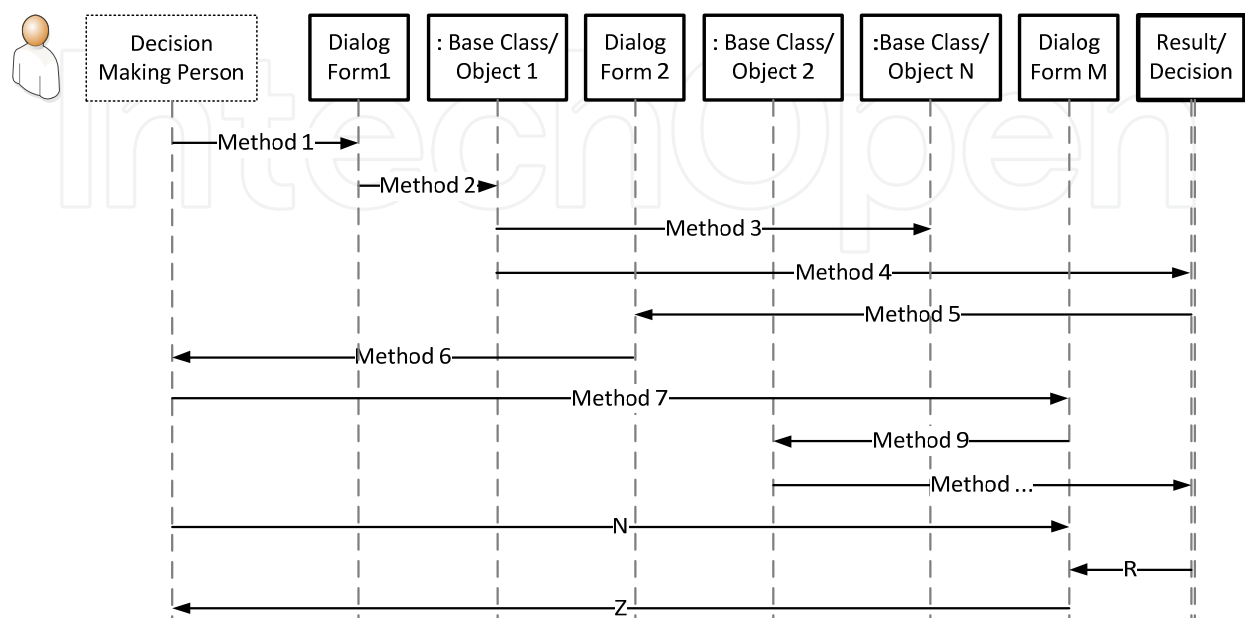 Decision
Making Person
Dialog
Form1
: Base Class/
Object 1
Dialog
Form 2
: Base Class/
Object 2
:Base Class/
Object N
Dialog
Form M
Result/
Decision
IntechOpen
Method 1
Method 2
Method 3
Method 4
Method 5
Method 6
Method 7
Method 9
Method ...
N
R
Z